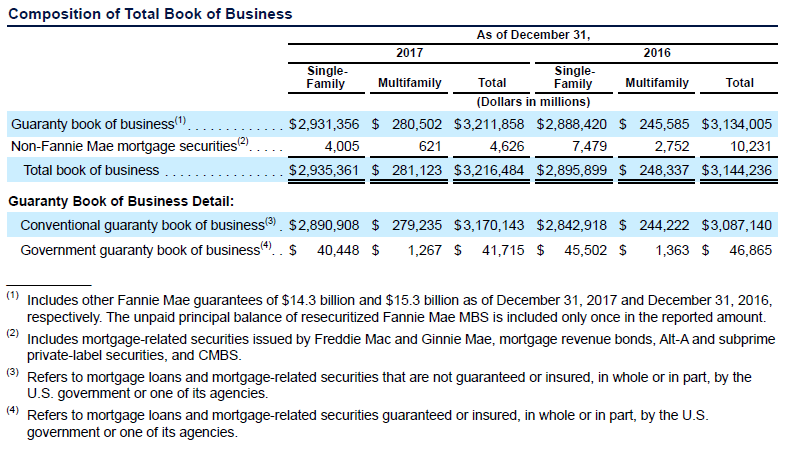 Composition of Total Book of Business
As of December 31,
2017 2016
Single-Family Multifamily Total Single-Family Multifamily Total
(Dollars in millions)
Guaranty book of business(1) . . . . . . . . . . . . . $2,931,356 $ 280,502 $3,211,858 $2,888,420 $ 245,585 $3,134,005
Non-Fannie Mae mortgage securities(2). . . . . 4,005 621 4,626 7,479 2,752 10,231
Total book of business . . . . . . . . . . . . . . . . $2,935,361 $ 281,123 $3,216,484 $2,895,899 $ 248,337 $3,144,236
Guaranty Book of Business Detail:
Conventional guaranty book of business(3) . $2,890,908 $ 279,235 $3,170,143 $2,842,918 $ 244,222 $3,087,140
Government guaranty book of business(4). . $ 40,448 $ 1,267 $ 41,715 $ 45,502 $ 1,363 $ 46,865
(1) Includes other Fannie Mae guarantees of $14.3 billion and $15.3 billion as of December 31, 2017 and December 31, 2016,
respectively. The unpaid principal balance of resecuritized Fannie Mae MBS is included only once in the reported amount.
(2) Includes mortgage-related securities issued by Freddie Mac and Ginnie Mae, mortgage revenue bonds, Alt-A and subprime
private-label securities, and CMBS.
(3) Refers to mortgage loans and mortgage-related securities that are not guaranteed or insured, in whole or in part, by the
U.S. government or one of its agencies.
(4) Refers to mortgage loans and mortgage-related securities guaranteed or insured, in whole or in part, by the U.S.
government or one of its agencies.